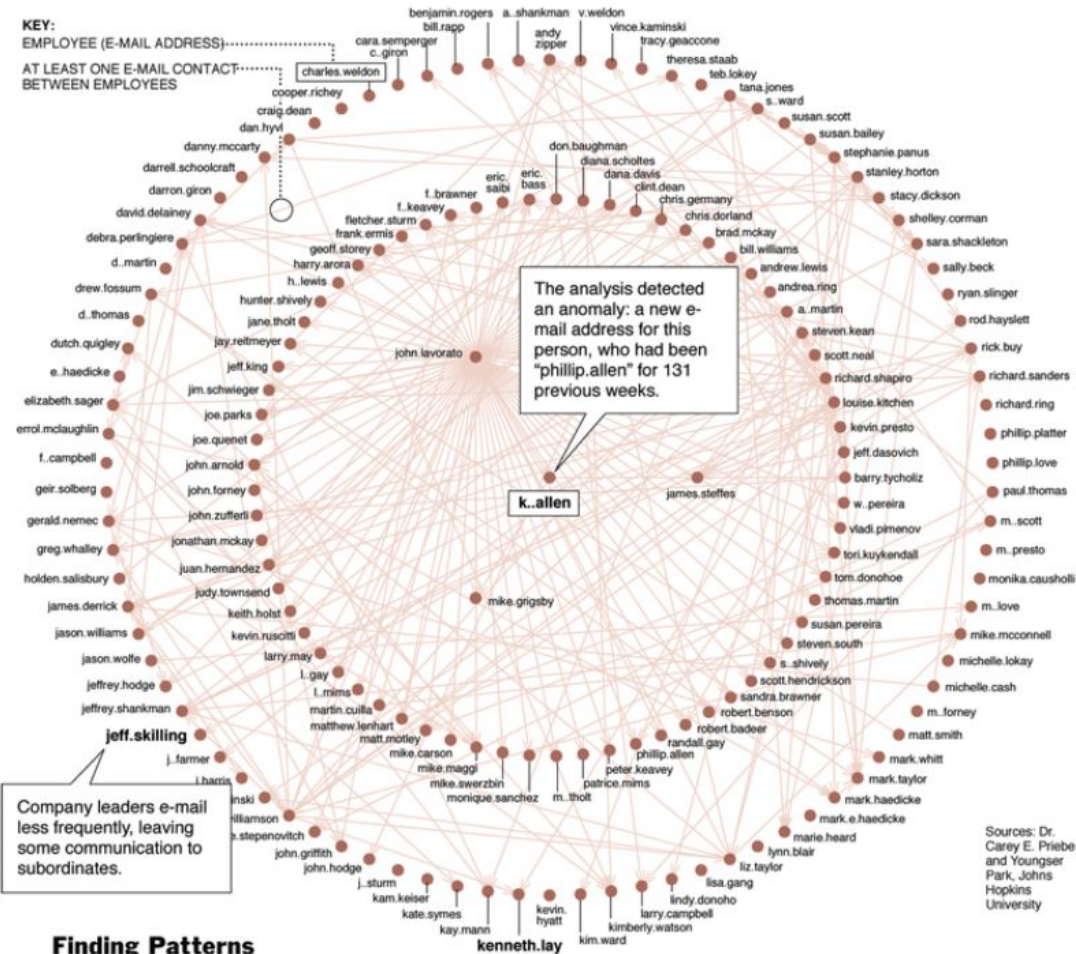 KEY:
EMPLOYEE (E-MAIL ADDRESS)
AT LEAST ONE E-MAIL CONTACT
BETWEEN EMPLOYEES
charles.weldon
benjamin.rogers
bill.rapp
cara.semperger
c..giron
a..shankman
andy
zipper
v.weldon
vince.kaminski
tracy.geaccone
theresa.staab
teb.lokey
tana.jones
s..ward
susan.scott
susan.bailey
stephanie.panus
stanley.horton
stacy.dickson
shelley.corman
sara.shackleton
sally.beck
ryan.slinger
rod.hayslett
rick.buy
richard.sanders
richard.ring
phillip.platter
phillip.love
paul.thomas
m..scott
m..presto
monika.causholli
m..love
mike.mcconnell
michelle.lokay
michelle.cash
m..forney
matt.smith
mark.whitt
mark.taylor
mark.haedicke
mark.e.haedicke
marie.heard
lynn.blair
liz.taylor
lisa.gang
lindy.donoho
larry.campbell
kimberly.watson
kim.ward
kevin.
hyatt
kenneth.lay
kay.mann
kate.symes
kam.keiser
j..sturm
john.hodge
john.griffith
e.stepenovitch
illiamson
inski
j.harris
j..farmer
jeff.skilling
jeffrey.shankman
jeffrey.hodge
jason.wolfe
jason.williams
james.derrick
holden.salisbury
greg.whalley
gerald.nemec
geir.solberg
f..campbell
errol.mclaughlin
elizabeth.sager
e..haedicke
dutch.quigley
d..thomas
drew.fossum
d..martin
debra.perlingiere
david.delainey
darron.giron
darrell.schoolcraft
danny.mccarty
dan.hyvl
craig.dean
cooper.richey
don.baughman
diana.scholtes
dana.davis
clint.dean
chris.germany
chris.dorland
brad.mckay
bill.williams
andrew.lewis
andrea.ring
a..martin
steven.kean
scott.neal
richard.shapiro
louise.kitchen
kevin.presto
jeff.dasovich
barry.tycholiz
w..pereira
vladi.pimenov
tori.kuykendall
tom.donohoe
thomas.martin
susan.pereira
steven.south
s..shively
scott.hendrickson
sandra.brawner
robert.benson
robert.badeer
randall.gay
phillip.allen
peter.keavey
patrice.mims
m..tholt
monique.sanchez
mike.swerzbin
mike.maggi
mike.carson
matt.motley
matthew.lenhart
martin.cuilla
l..mims
l..gay
larry.may
kevin.ruscitti
keith.holst
judy.townsend
juan.hernandez
jonathan.mckay
john.zufferli
john.forney
john.arnold
joe.quenet
joe.parks
jim.schwieger
jeff.king
jay.reitmeyer
jane.tholt
hunter.shively
h..lewis
harry.arora
geoff.storey
frank.ermis
fletcher.sturm
f..keavey
f..brawner
eric.
saibi
eric.
bass
john.lavorato
The analysis detected
an anomaly: a new e-
mail address for this
person, who had been
“phillip.allen” for 131
previous weeks.
k..allen
james.steffes
mike.grigsby
Company leaders e-mail
less frequently, leaving
some communication to
subordinates.
Sources: Dr.
Carey E. Priebe
and Youngser
Park, Johns
Hopkins
University
Finding Patterns